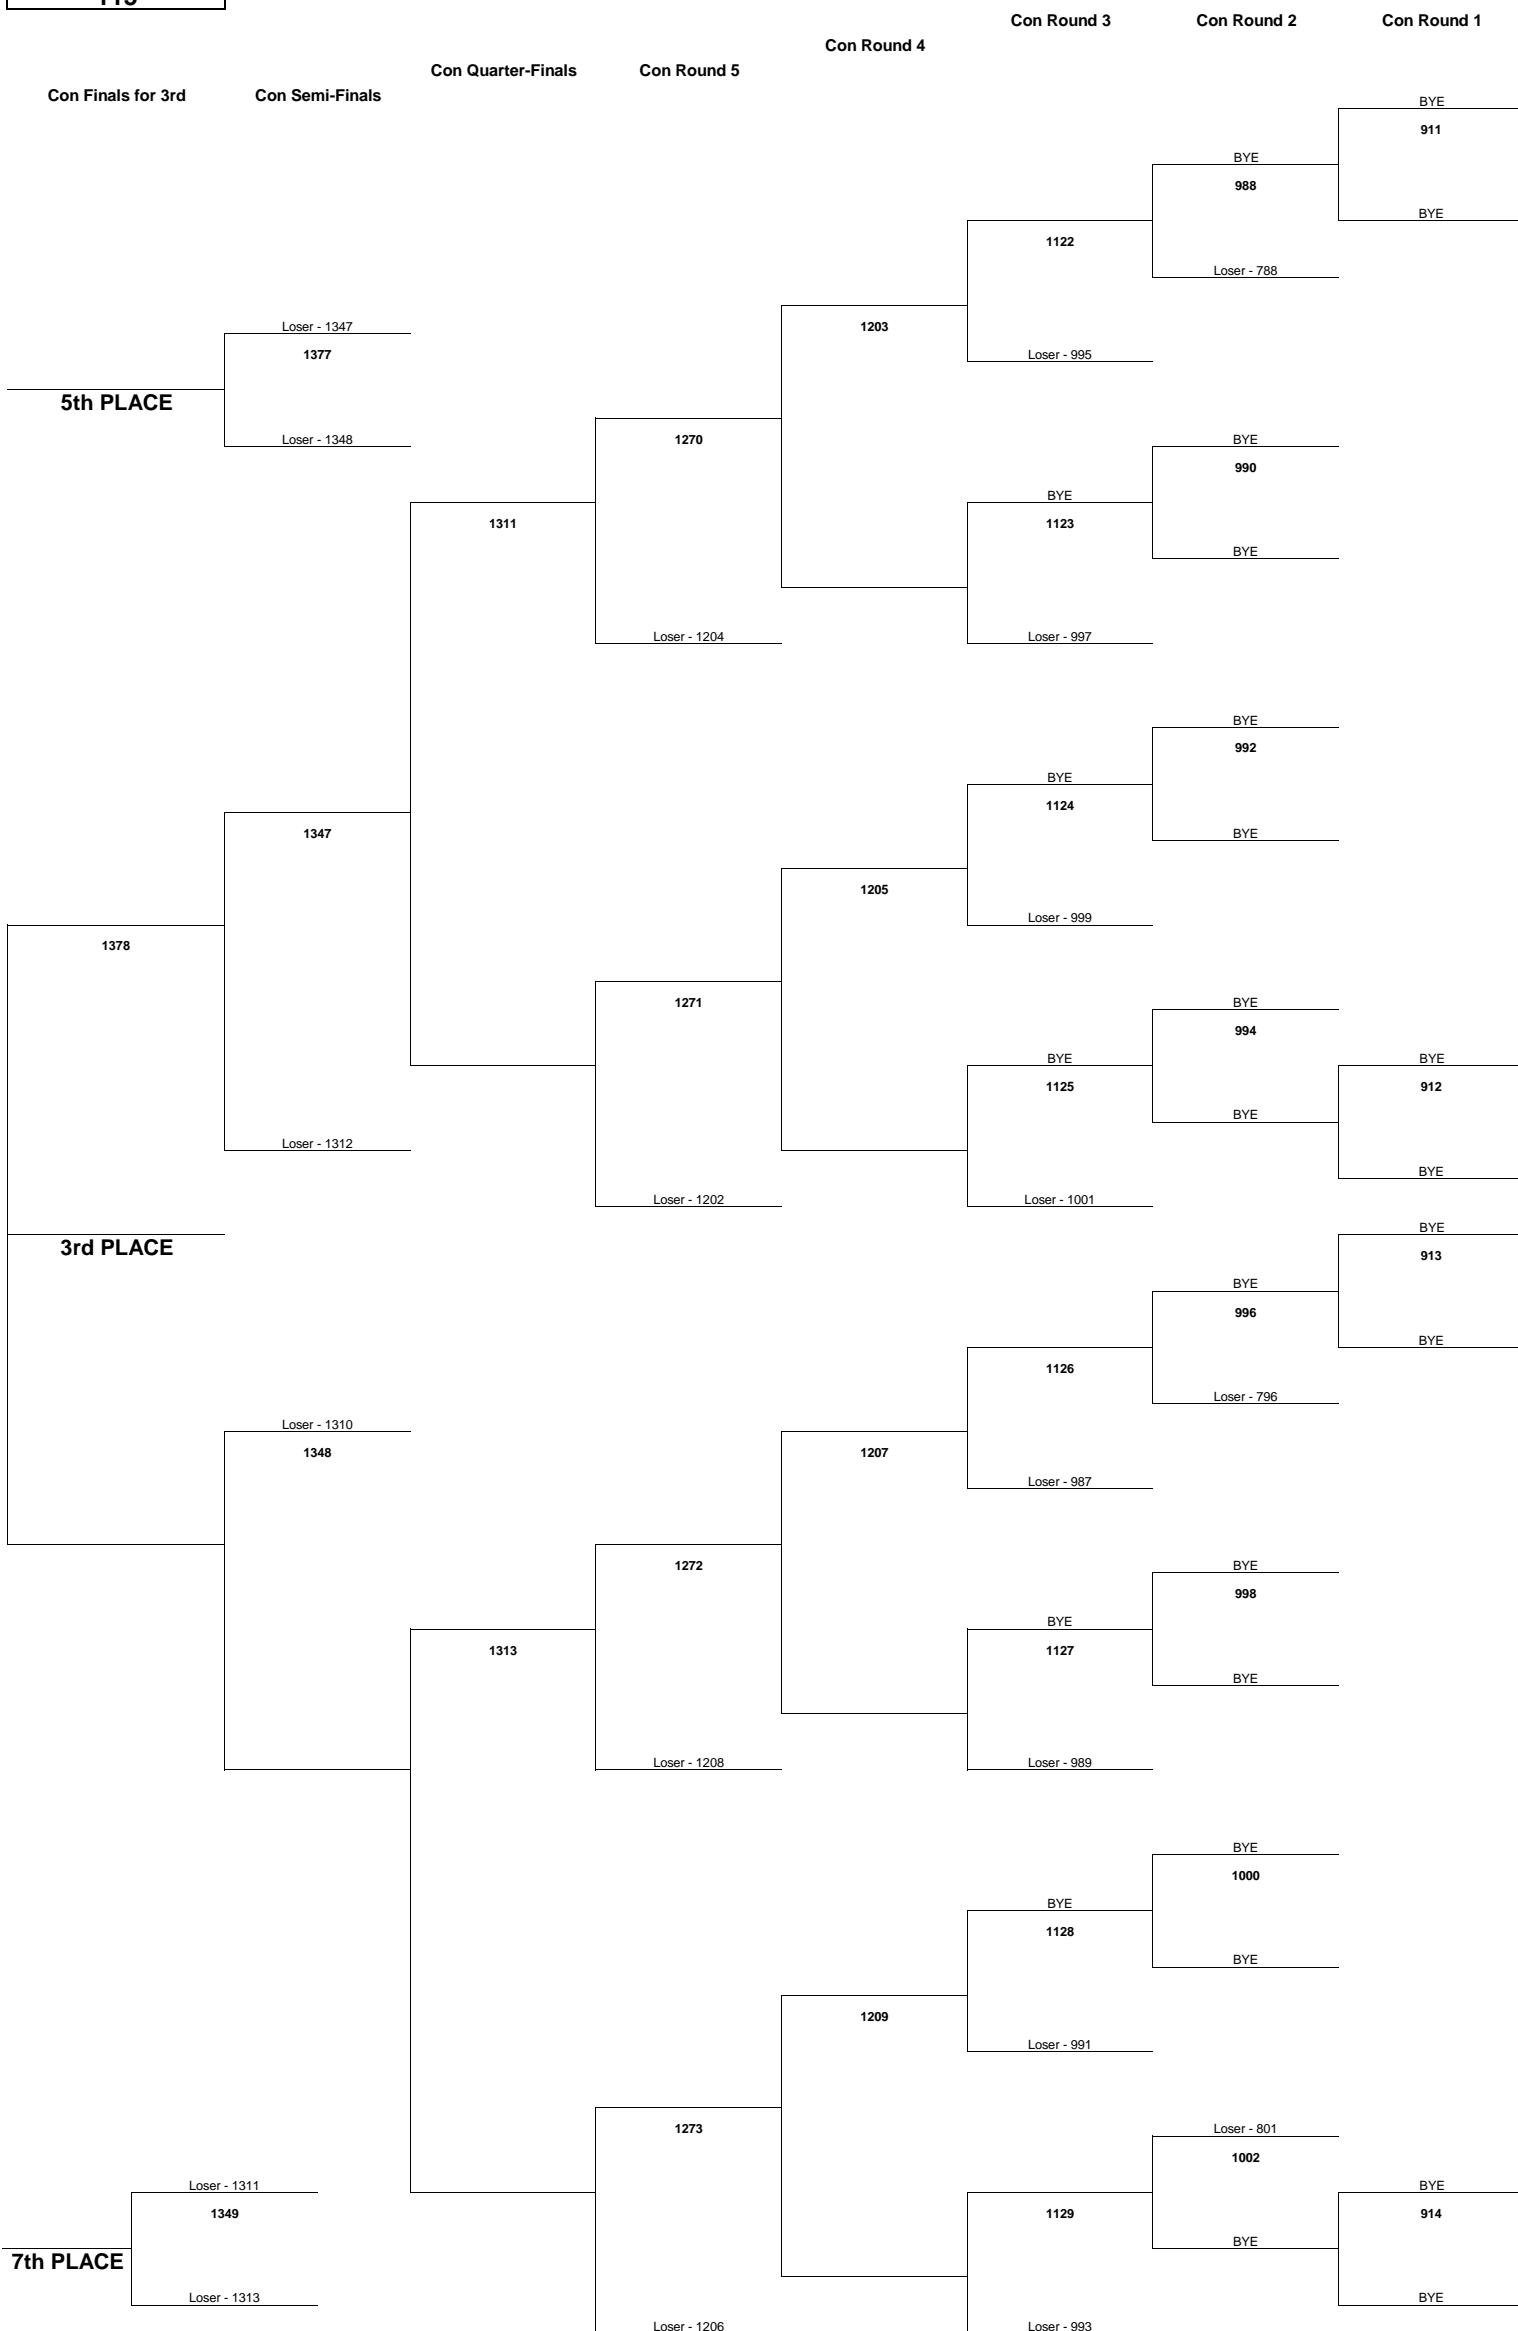 Con Round 3 Con Round 2 Con Round 1
Con Round 4
Con Quarter-Finals Con Round 5
Con Finals for 3rd Con Semi-Finals
BYE
911
BYE
988
BYE
1122
Loser - 788
Loser - 1347
1203
1377
Loser - 995
5th PLACE
Loser - 1348
1270
BYE
990
BYE
1311
1123
BYE
Loser - 1204
Loser - 997
BYE
992
BYE
1124
1347
BYE
1205
Loser - 999
1378
1271
BYE
994
BYE
BYE
1125
912
BYE
Loser - 1312
BYE
Loser - 1202
Loser - 1001
BYE
3rd PLACE
913
BYE
996
BYE
1126
Loser - 796
Loser - 1310
1348
1207
Loser - 987
1272
BYE
998
BYE
1313
1127
BYE
Loser - 1208
Loser - 989
BYE
1000
BYE
1128
BYE
1209
Loser - 991
1273
Loser - 801
1002
Loser - 1311
BYE
1349
1129
914
BYE
7th PLACE
Loser - 1313
BYE
Loser - 1206
Loser - 993